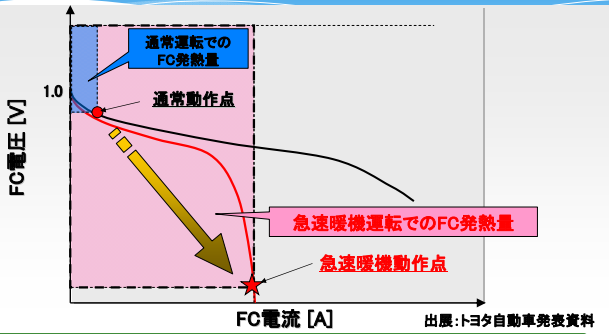 通常運転での
FC発熱量
1.0
通常動作点
FC電圧 [V]
急速暖機運転でのFC発熱量
急速暖機動作点
FC電流 [A]
出展:トヨタ自動車発表資料